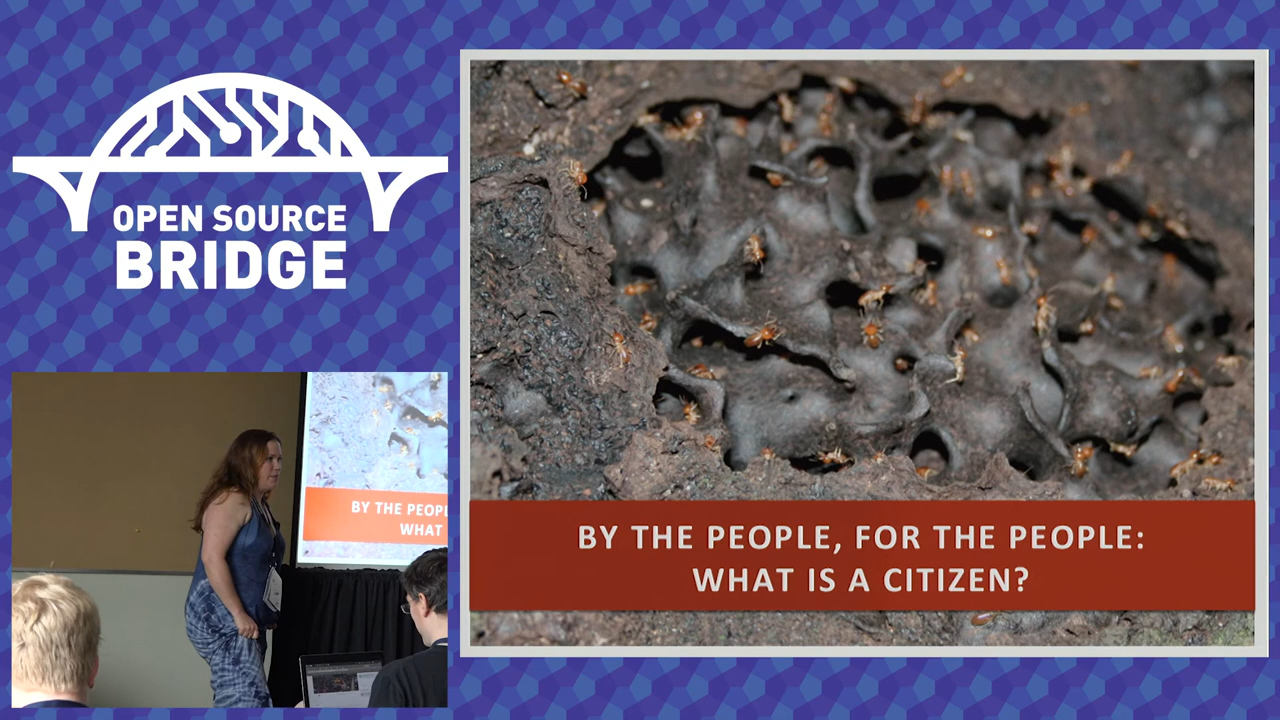 OPEN SOURCE
BRIDGE
BY THE PEOPLE, FOR THE PEOPLE:
WHAT IS A CITIZEN?
BY THE PEOPL
WHAT